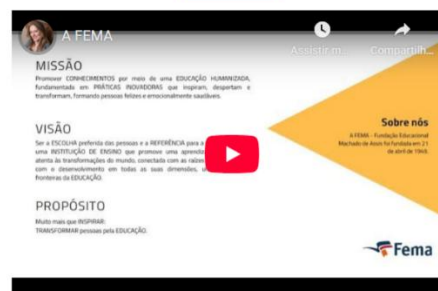 A FEMA
Assistir m...
Compartilh...
MISSÃO
Promover CONHECIMENTOS por meio de uma EDUCAÇÃO HUMANIZADA,
fundamentada em PRÁTICAS INOVADORAS que inspiram, despertam e
transformam, formando pessoas felizes e emocionalmente saudáveis.
VISÃO
Ser a ESCOLHA preferida das pessoas e a REFERÊNCIA para a
uma INSTITUIÇÃO DE ENSINO que promove uma aprendiz
atenta às transformações do mundo, conectada com as raízes
com o desenvolvimento em todas as suas dimensões,
fronteiras da EDUCAÇÃO.
PROPÓSITO
Muito mais que INSPIRAR:
TRANSFORMAR pessoas pela EDUCAÇÃO.
Sobre nós
A FEMA - Fundação Educacional
Machado de Assis foi fundada em 21
de abril de
Fema